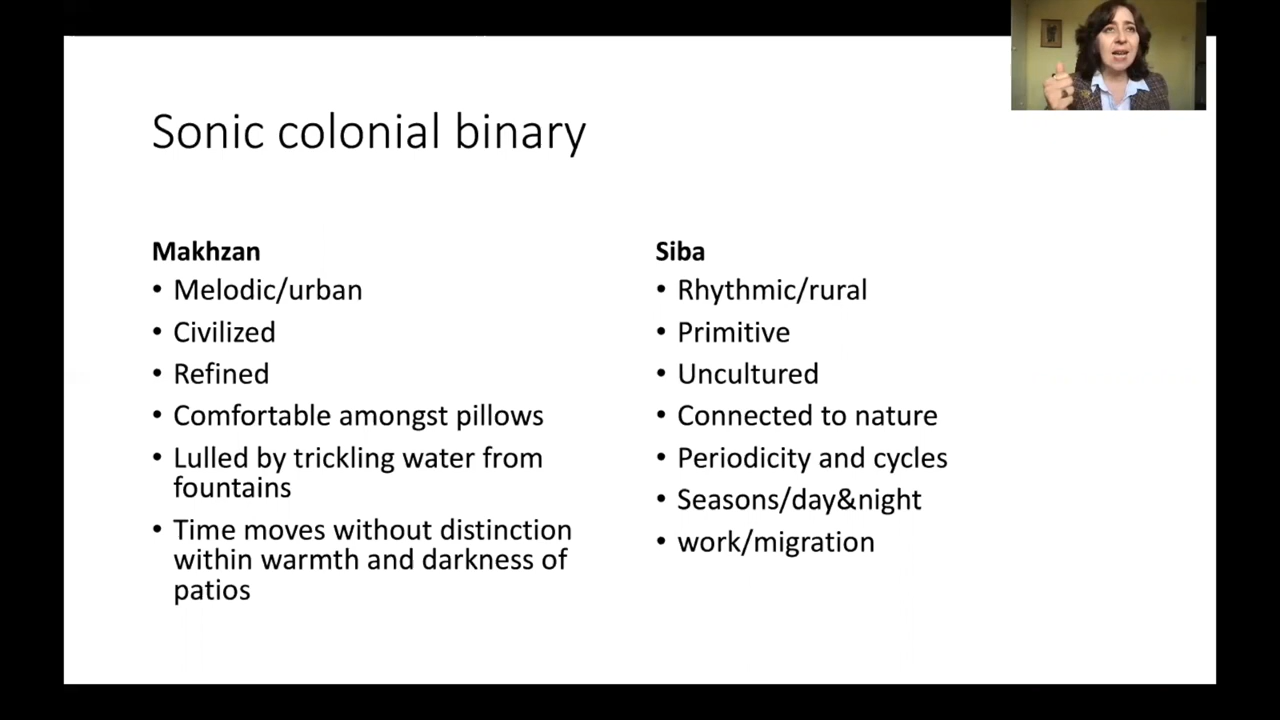 Sonic colonial binary
Makhzan
• Melodic/urban
• Civilized
• Refined
• Comfortable amongst pillows
• Lulled by trickling water from
fountains
• Time moves without distinction
within warmth and darkness of
patios
Siba
• Rhythmic/rural
• Primitive
• Uncultured
• Connected to nature
• Periodicity and cycles
• Seasons/day&night
• work/migration